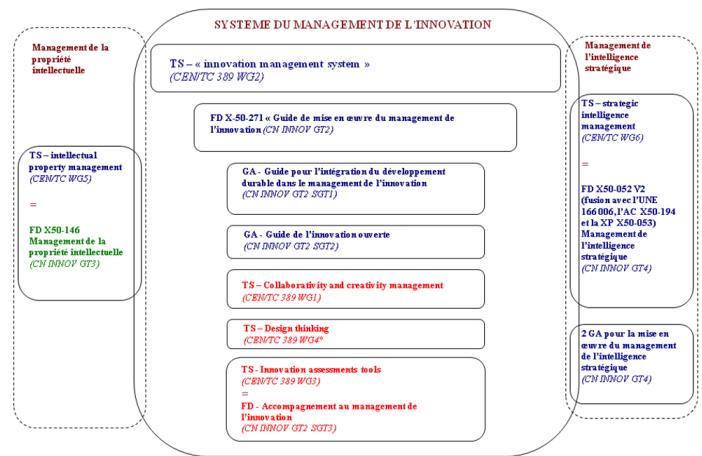 SYSTEME DU MANAGEMENT DE L'INNOVATION
Management de la
propriété
intellectuelle
TS – intellectual
property management
(CEN/TC WG5)
=
FD X50-146
Management de la
propriété intellectuelle
(CN INNOV GT3)
TS – « innovation management system »
(CEN/TC 389 WG2)
FD X-50-271 « Guide de mise en œuvre du management de
l'innovation (CN INNOV GT2)
GA - Guide pour l'intégration du développement
durable dans le management de l'innovation
(CN INNOV GT2 SGT1)
GA - Guide de l'innovation ouverte
(CN INNOV GT2 SGT2)
TS – Collaborativity and creativity management
(CEN/TC 389 WG1)
TS – Design thinking
(CEN/TC 389 WG4*
TS - Innovation assessments tools
(CEN/TC 389 WG3)
=
FD - Accompagnement au management de
l'innovation
(CN INNOV GT2 SGT3)
Management de
l'intelligence
stratégique
TS – strategic
intelligence
management
(CEN/TC WG6)
=
FD X50-052 V2
(fusion avec l'UNE
166 006, l'AC X50-194
et la XP X50-053)
Management de
l'intelligence
stratégique
(CN INNOV GT4)
2 GA pour la mise en
œuvre du management
de l'intelligence
stratégique
(CN INNOV GT4)